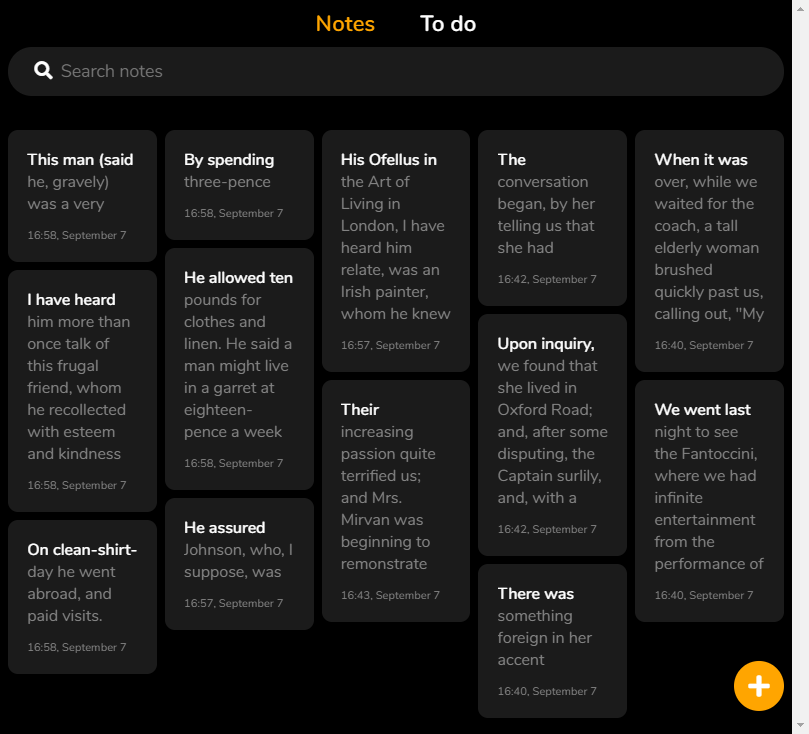 Notes
To do
Search notes
This man (said
he, gravely)
was a very
16:58, September 7
I have heard
him more than
once talk of
this frugal
friend, whom
he recollected
with esteem
and kindness
16:58, September 7
On clean-shirt-
day he went
abroad, and
paid visits.
16:58, September 7
By spending
three-pence
16:58, September 7
He allowed ten
pounds for
clothes and
linen. He said a
man might live
in a garret at
eighteen-
pence a week
16:58, September 7
He assured
Johnson, who, I
suppose, was
16:57, September 7
His Ofellus in
the Art of
Living in
London, I have
heard him
relate, was an
Irish painter,
whom he knew
16:57, September 7
Their
increasing
passion quite
terrified us;
and Mrs.
Mirvan was
beginning to
remonstrate
16:43, September 7
The
conversation
began, by her
telling us that
she had
16:42, September 7
Upon inquiry,
we found that
she lived in
Oxford Road;
and, after some
disputing, the
Captain surlily,
and, with a
16:42, September 7
There was
something
foreign in her
accent
16:40, September 7
When it was
over, while we
waited for the
coach, a tall
elderly woman
brushed
quickly past us,
calling out, "My
16:40, September 7
We went last
night to see
the Fantoccini,
where we had
infinite
entertainment
from the
performance of
16:40, September 7